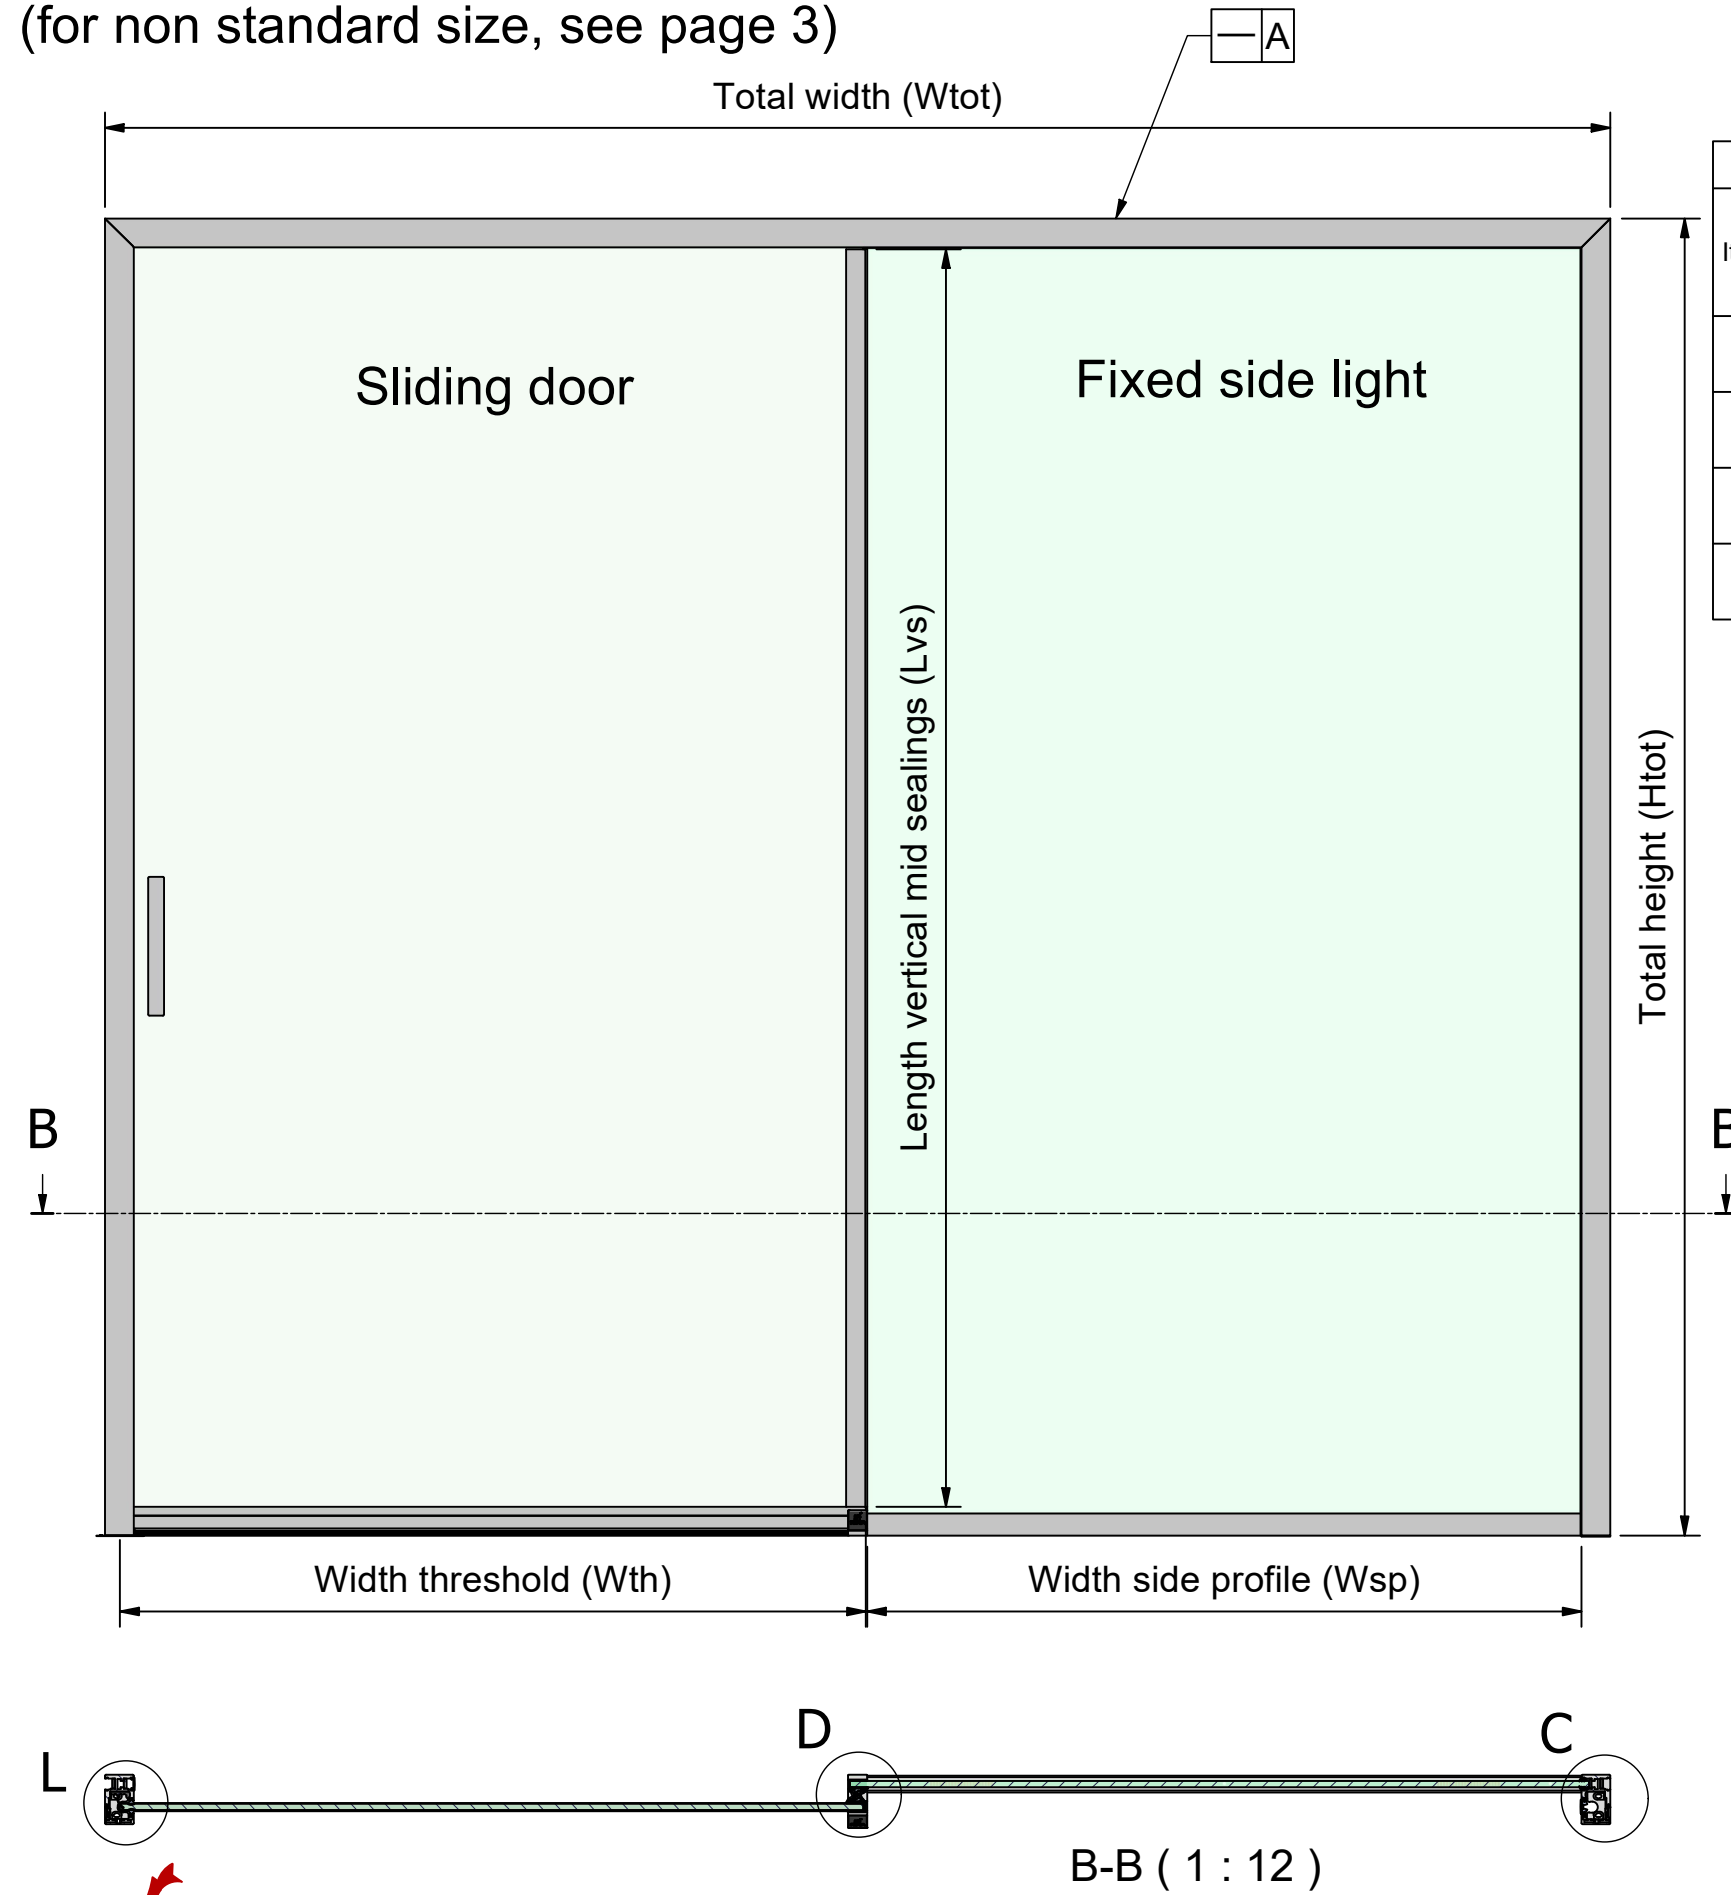 (for non standard size, see page 3)
A
Total width (Wtot)
Sliding door
Fixed side light
Length vertical mid sealings (Lvs)
Total height (Htot)
B
Width threshold (Wth)
Width side profile (Wsp)
L
D
C
B-B ( 1 : 12 )